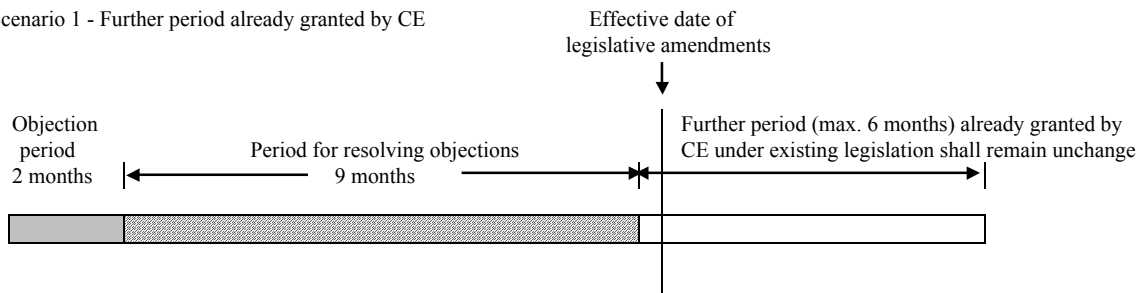 cenario 1 - Further period already granted by CE
Effective date of
legislative amendments
Objection
period
2 months
Period for resolving objections
9 months
Further period (max. 6 months) already granted by
CE under existing legislation shall remain unchange